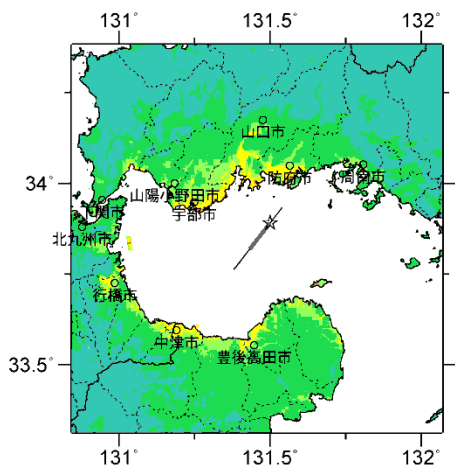 131˚ 131.5˚ 132˚
山口市
防府市 周南市
34˚
山陽小野田市
下関市
宇部市
北九州市
行橋市
中津市
33.5˚
豊後高田市
131˚ 131.5˚ 132˚